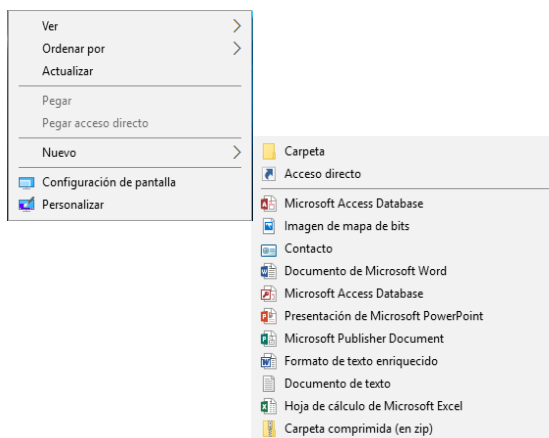 Ver
Ordenar por
Actualizar
Pegar
Pegar acceso directo
Nuevo
Configuración de pantalla
Personalizar
Carpeta
Acceso directo
Microsoft Access Database
Imagen de mapa de bits
Contacto
Documento de Microsoft Word
Microsoft Access Database
Presentación de Microsoft PowerPoint
Microsoft Publisher Document
Formato de texto enriquecido
Documento de texto
Hoja de cálculo de Microsoft Excel
Carpeta comprimida (en zip)